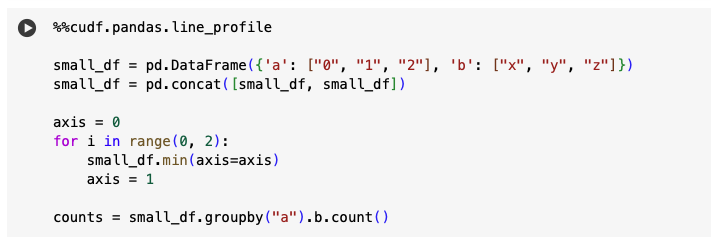 %%cudf.pandas.line_profile
small_df = pd.DataFrame({'a': ["0", "1", "2"], 'b': ["x", "y", "z"]})
small_df = pd.concat([small_df, small_df])
axis = 0
for i in range(0, 2):
    small_df.min(axis=axis)
    axis = 1
counts = small_df.groupby("a").b.count()